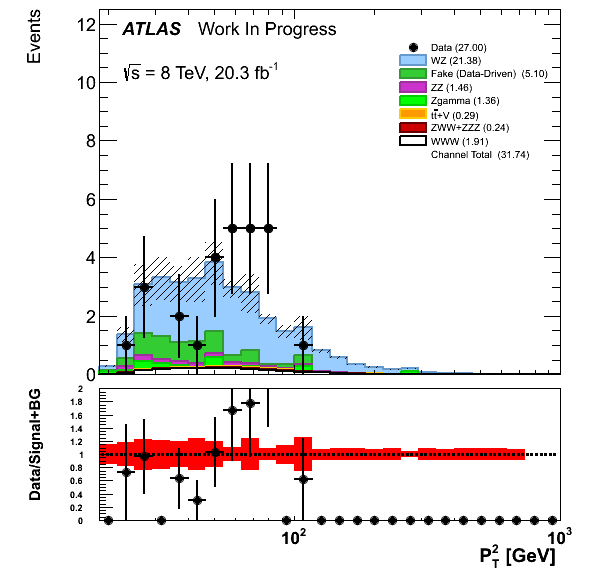 Events
12
10
8
6
4
2
0
ATLAS Work In Progress
√s = 8 TeV, 20.3 fb-1
Data (27.00)
WZ (21.38)
Fake (Data-Driven) (5.10)
ZZ (1.46)
Zgamma (1.36)
tt̄+V (0.29)
ZWW+ZZZ (0.24)
WWW (1.91)
Channel Total (31.74)
Data/Signal+BG
2
1.8
1.6
1.4
1.2
1
0.8
0.6
0.4
0.2
0
10²
10³
P²T [GeV]